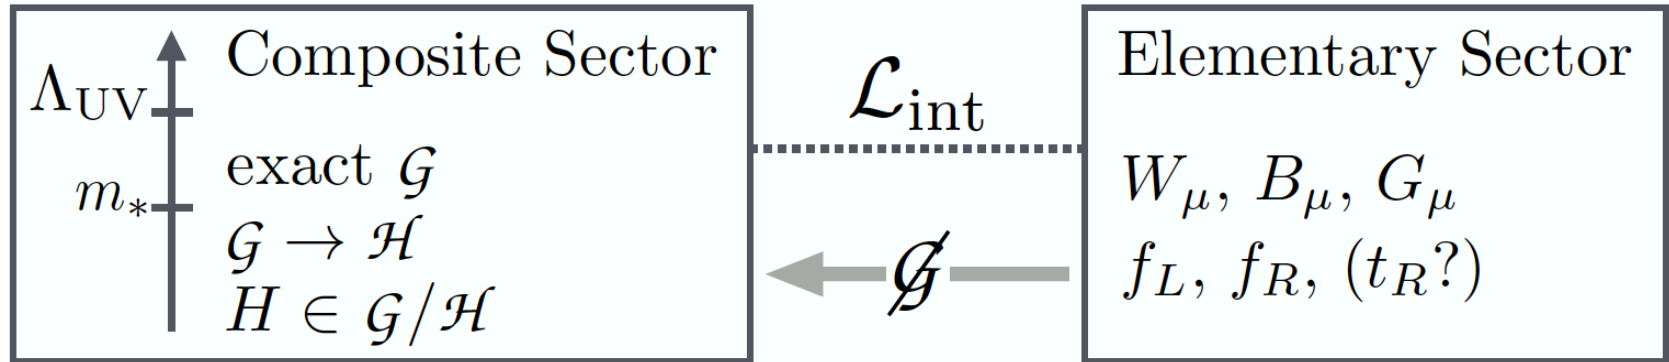 Composite Sector
Λ_UV
m_*
exact 𝒢
𝒢 → ℋ
H ∈ 𝒢/ℋ
ℒ_int
𝒢̸
Elementary Sector
W_μ, B_μ, G_μ
f_L, f_R, (t_R?)